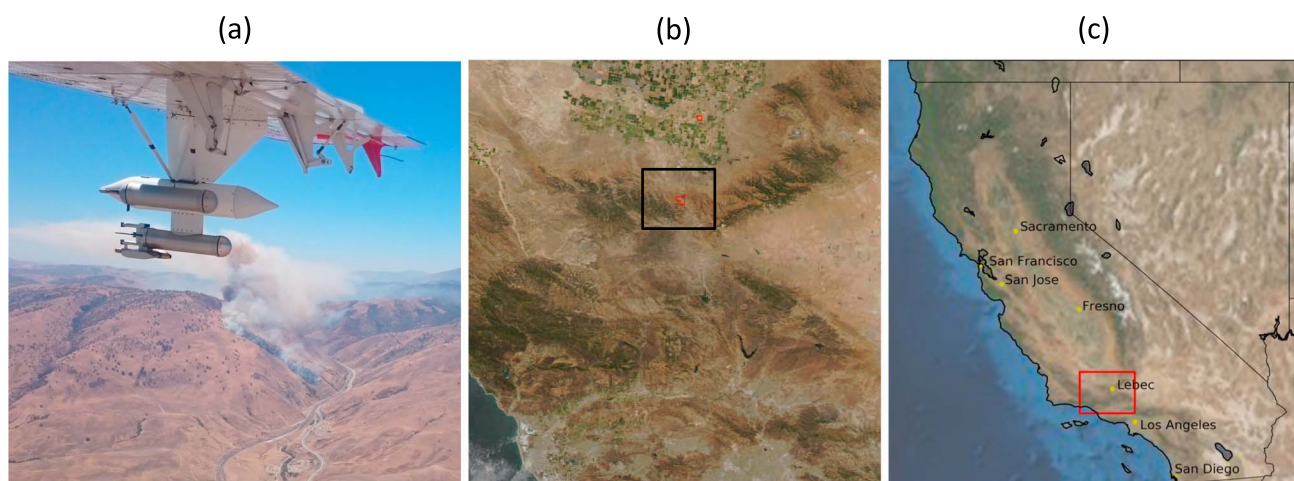 (a)
(b)
(c)
Sacramento
San Francisco
San Jose
Fresno
Lebec
Los Angeles
San Diego